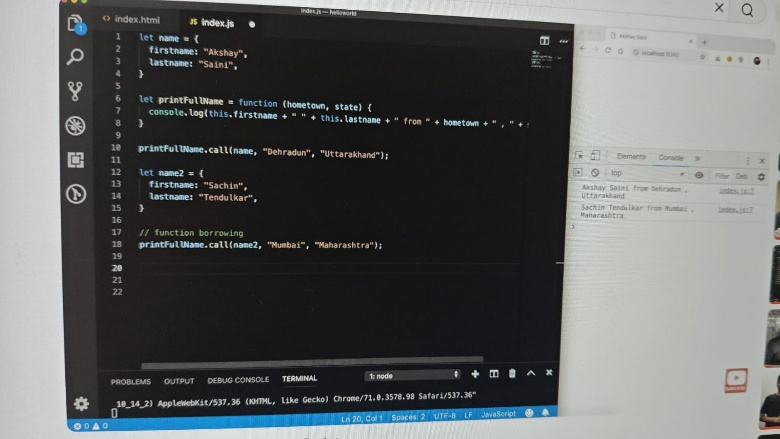 index.js — helloworld
index.html
JS index.js
1
1 let name = {
2 firstname: "Akshay",
3 lastname: "Saini",
4 }
5
6 let printFullName = function (hometown, state) {
7 console.log(this.firstname + " " + this.lastname + " from " + hometown + " , " +
8 }
9
10 printFullName.call(name, "Dehradun", "Uttarakhand");
11
12 let name2 = {
13 firstname: "Sachin",
14 lastname: "Tendulkar",
15 }
16
17 // function borrowing
18 printFullName.call(name2, "Mumbai", "Maharashtra");
19
20
21
22
PROBLEMS OUTPUT DEBUG CONSOLE TERMINAL 1: node
10_14_2) AppleWebKit/537.36 (KHTML, like Gecko) Chrome/71.0.3578.98 Safari/537.36"
0 0 Ln 20, Col 1 Spaces: 2 UTF-8 LF JavaScript
Akshay Saini
Elements Console
top Filter
Akshay Saini from Dehradun , index.js:7
Uttarakhand
Sachin Tendulkar from Mumbai , index.js:7
Maharashtra